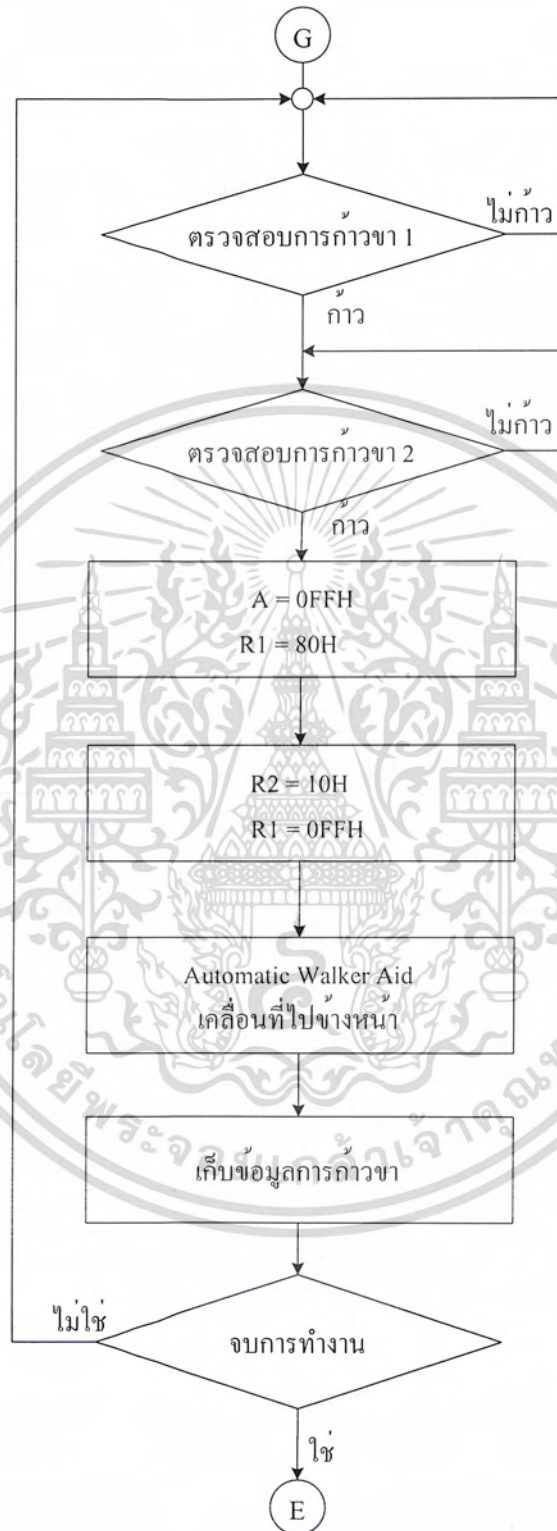 G
ตรวจสอบการก้าวขา 1
ไม่ก้าว
ก้าว
ตรวจสอบการก้าวขา 2
ไม่ก้าว
ก้าว
A = 0FFH
R1 = 80H
R2 = 10H
R1 = 0FFH
Automatic Walker Aid
เคลื่อนที่ไปข้างหน้า
เก็บข้อมูลการก้าวขา
จบการทำงาน
ไม่ใช่
ใช่
E